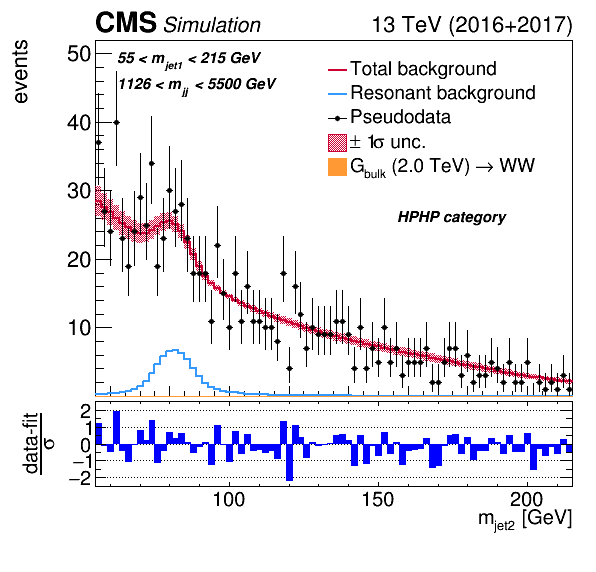 CMS Simulation 13 TeV (2016+2017)
events
55 < m_jet1 < 215 GeV
1126 < m_jj < 5500 GeV
Total background
Resonant background
Pseudodata
± 1σ unc.
G_bulk (2.0 TeV) → WW
HPHP category
50
40
30
20
10
data-fit
σ
2
1
0
−1
−2
100 150 200
m_jet2 [GeV]